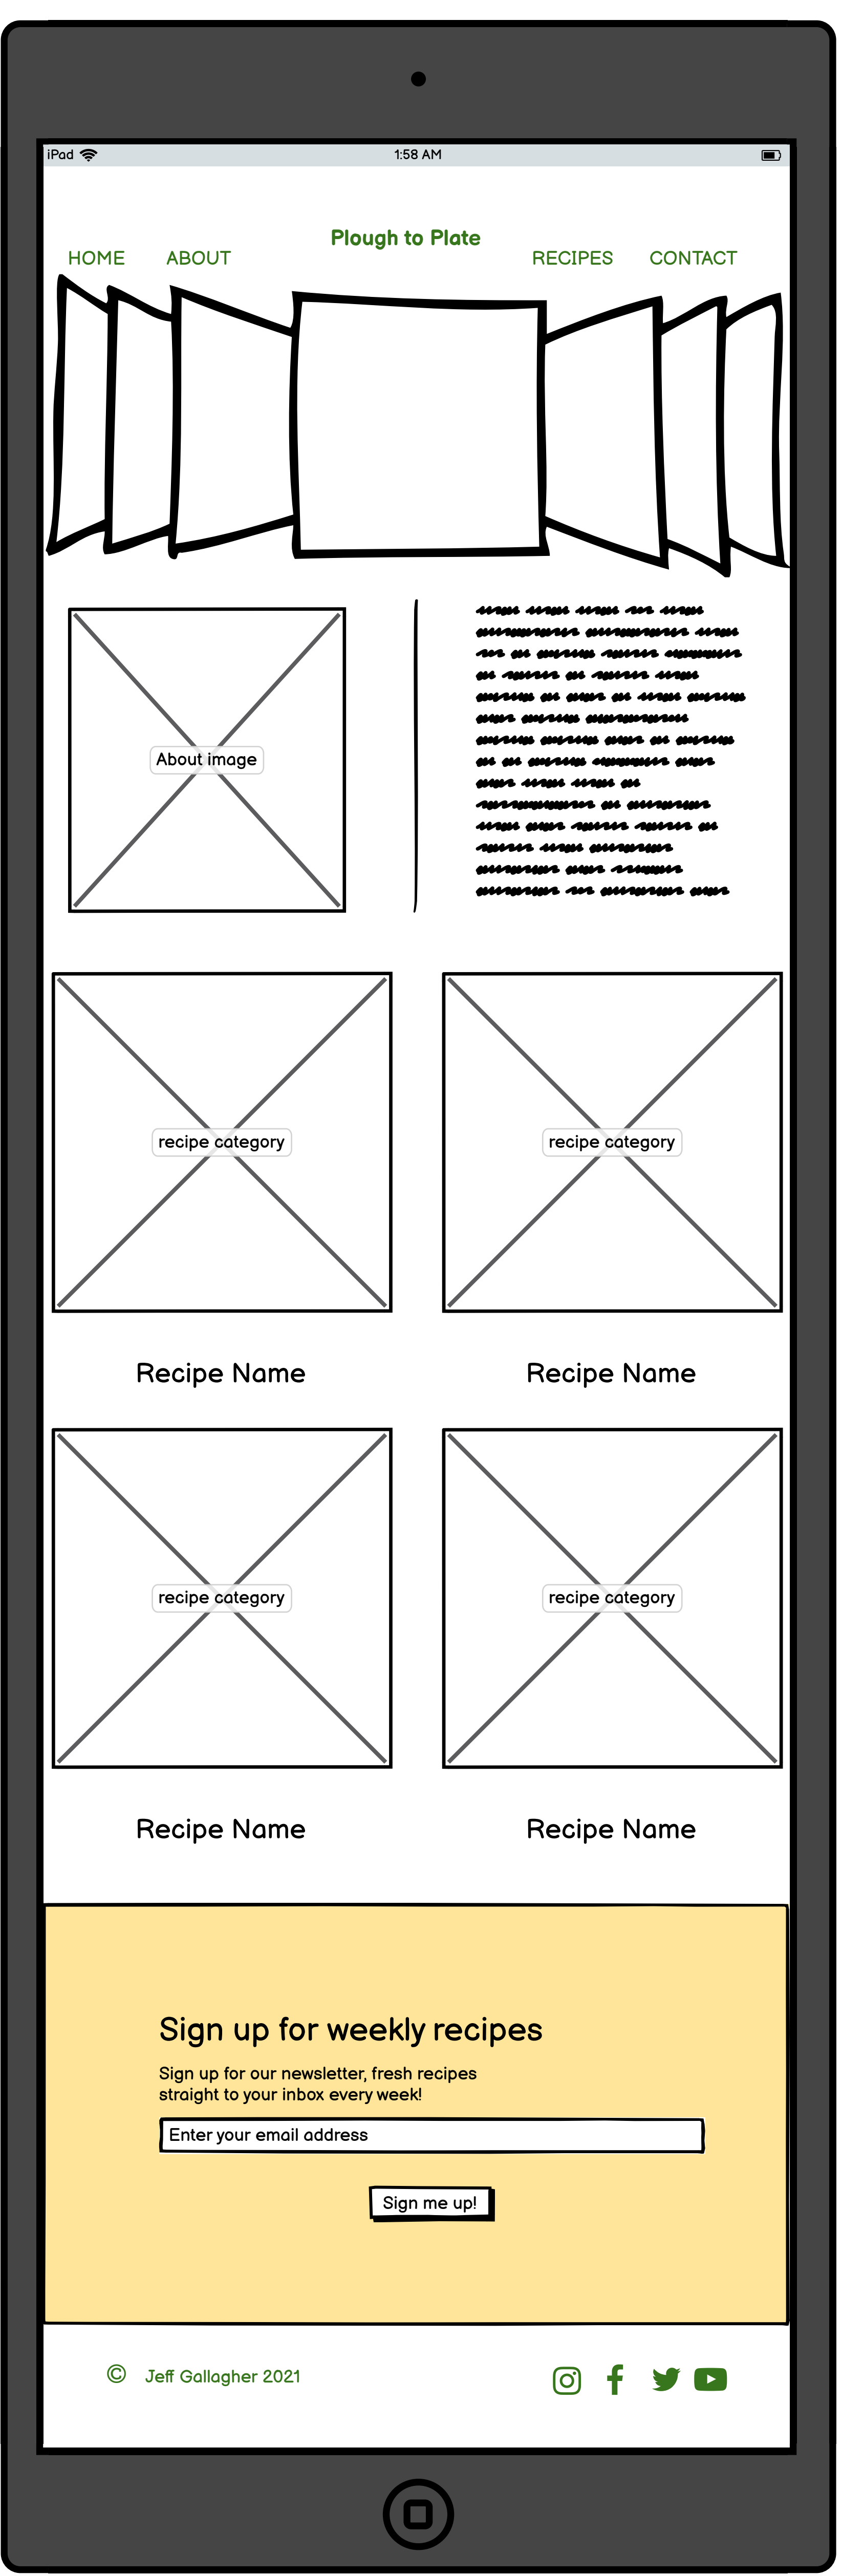 iPad 1:58 AM
Plough to Plate
HOME ABOUT RECIPES CONTACT
About image
recipe category recipe category
Recipe Name Recipe Name
recipe category recipe category
Recipe Name Recipe Name
Sign up for weekly recipes
Sign up for our newsletter, fresh recipes
straight to your inbox every week!
Enter your email address
Sign me up!
© Jeff Gallagher 2021